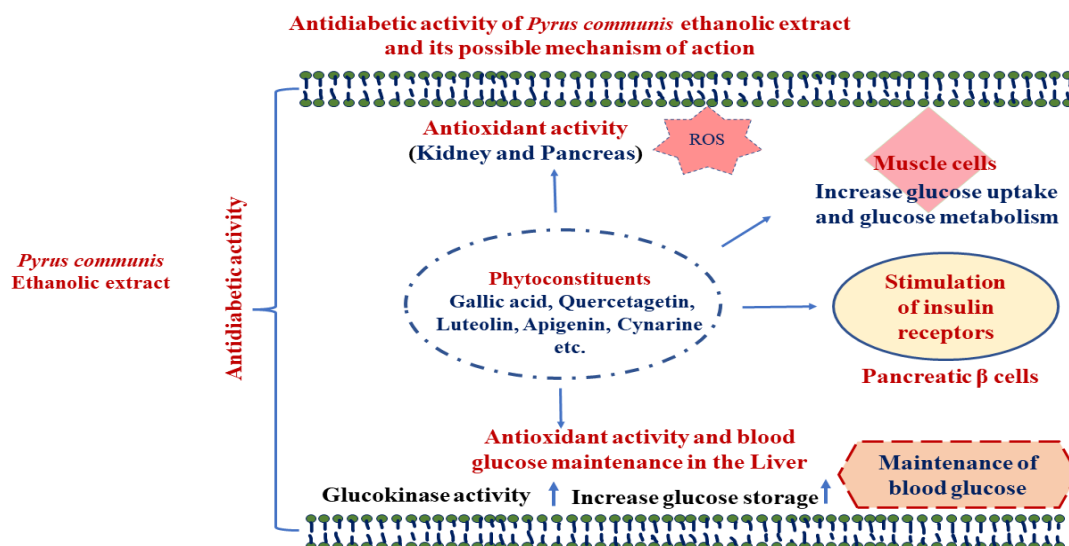 Antidiabetic activity of Pyrus communis ethanolic extract
and its possible mechanism of action
Antioxidant activity
(Kidney and Pancreas)
ROS
Muscle cells
Increase glucose uptake
and glucose metabolism
Pyrus communis
Ethanolic extract
Antidiabetic activity
Phytoconstituents
Gallic acid, Quercetagetin,
Luteolin, Apigenin, Cynarine
etc.
Stimulation
of insulin
receptors
Pancreatic β cells
Antioxidant activity and blood
glucose maintenance in the Liver
Glucokinase activity
Increase glucose storage
Maintenance of
blood glucose